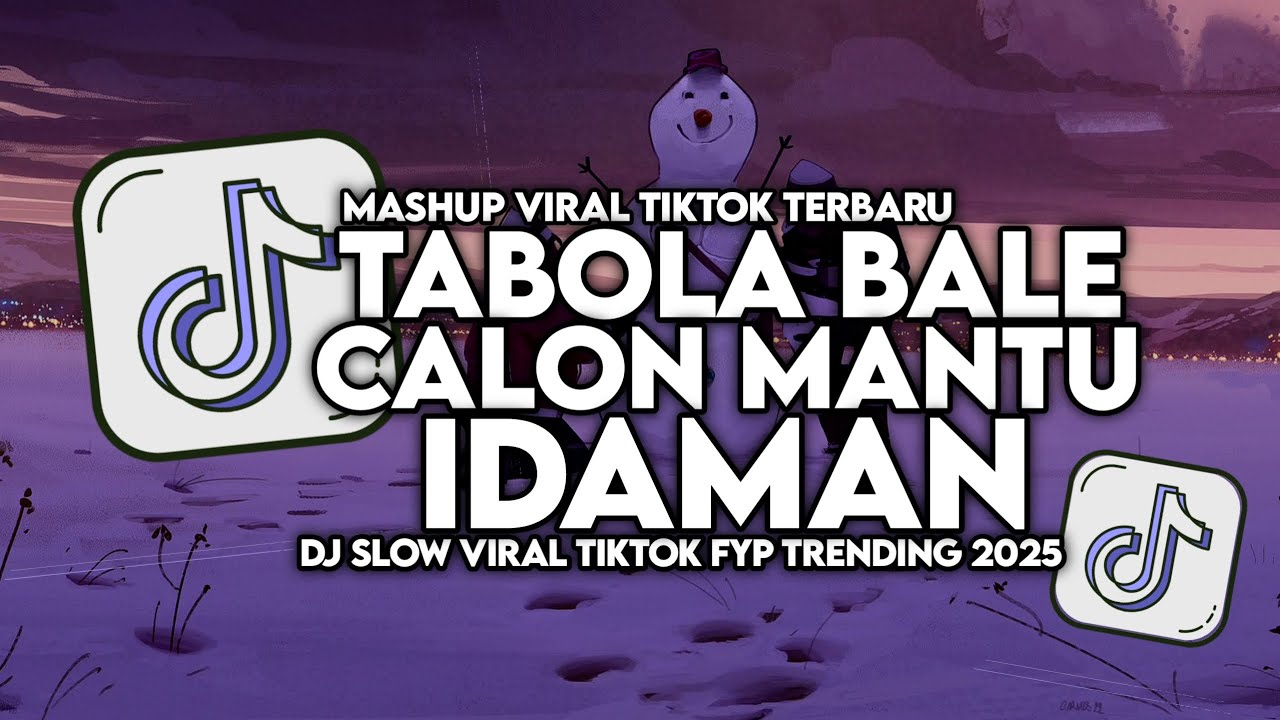 MASHUP VIRAL TIKTOK TERBARU
TABOLA BALE
CALON MANTU
IDAMAN
DJ SLOW VIRAL TIKTOK FYP TRENDING 2025